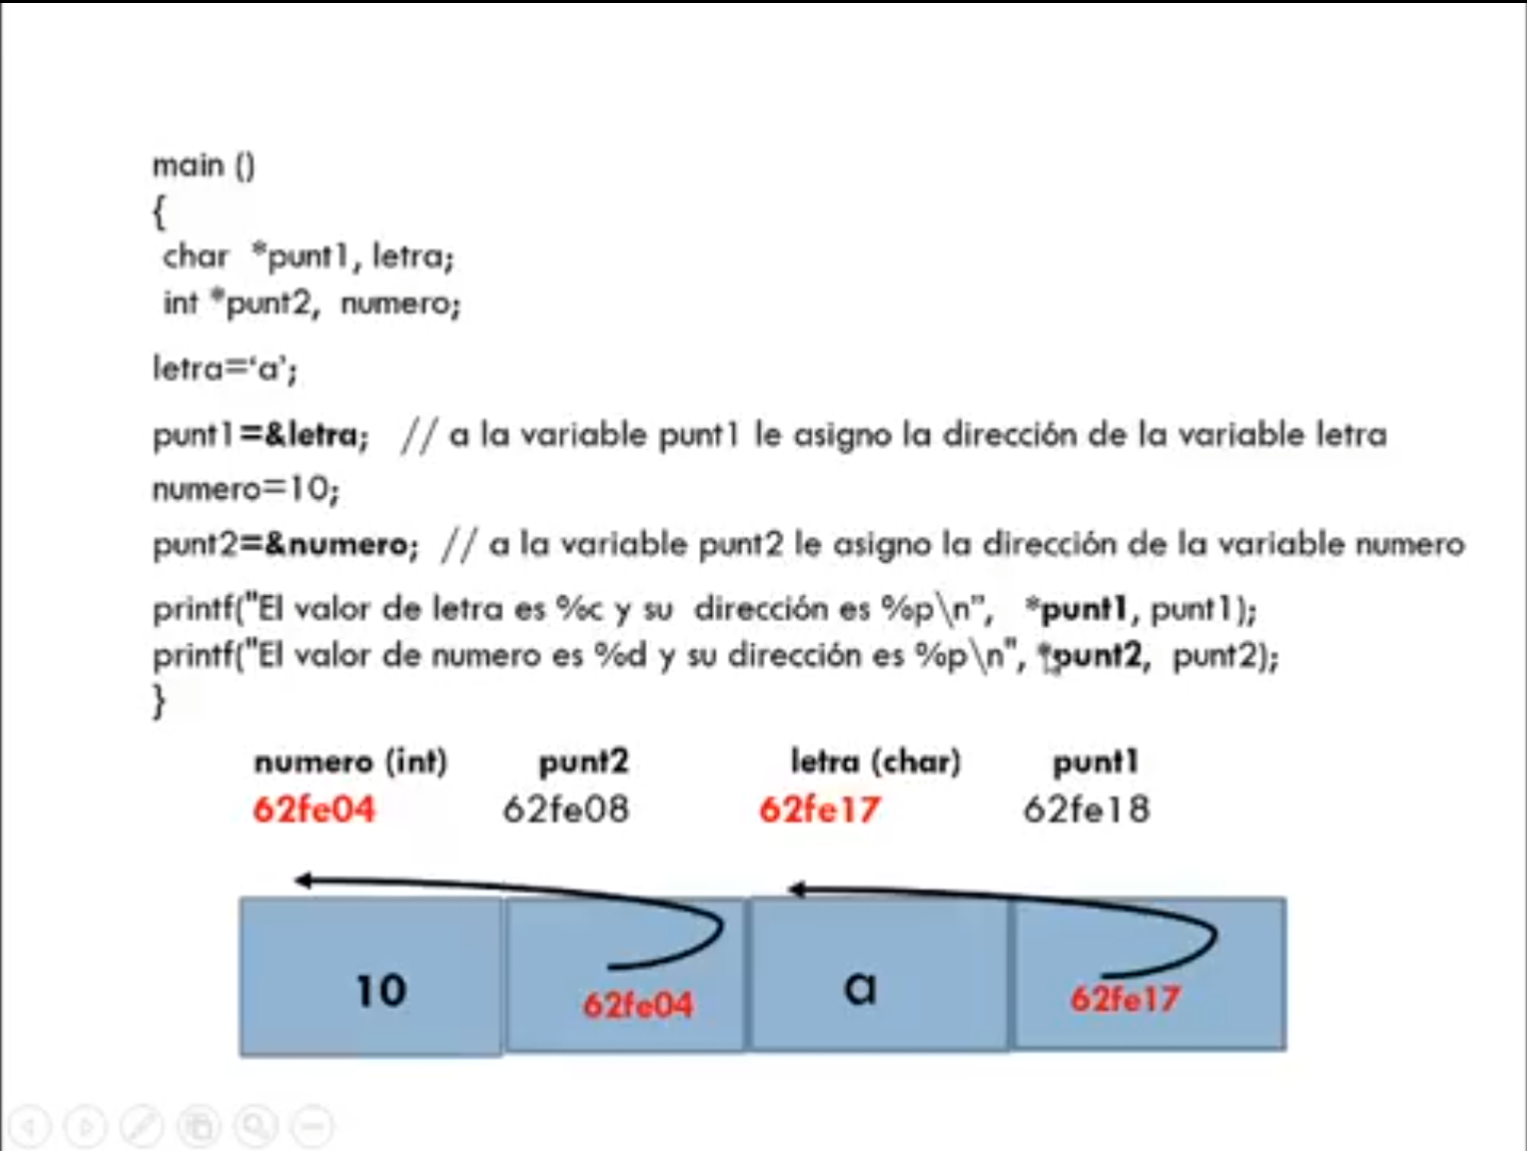 main ()
{
char *punt1, letra;
int *punt2, numero;
letra=‘a’;
punt1=&letra; // a la variable punt1 le asigno la dirección de la variable letra
numero=10;
punt2=&numero; // a la variable punt2 le asigno la dirección de la variable numero
printf("El valor de letra es %c y su dirección es %p\n”, *punt1, punt1);
printf("El valor de numero es %d y su dirección es %p\n", *punt2, punt2);
}
numero (int) punt2 letra (char) punt1
62fe04 62fe08 62fe17 62fe18
10 62fe04 a 62fe17